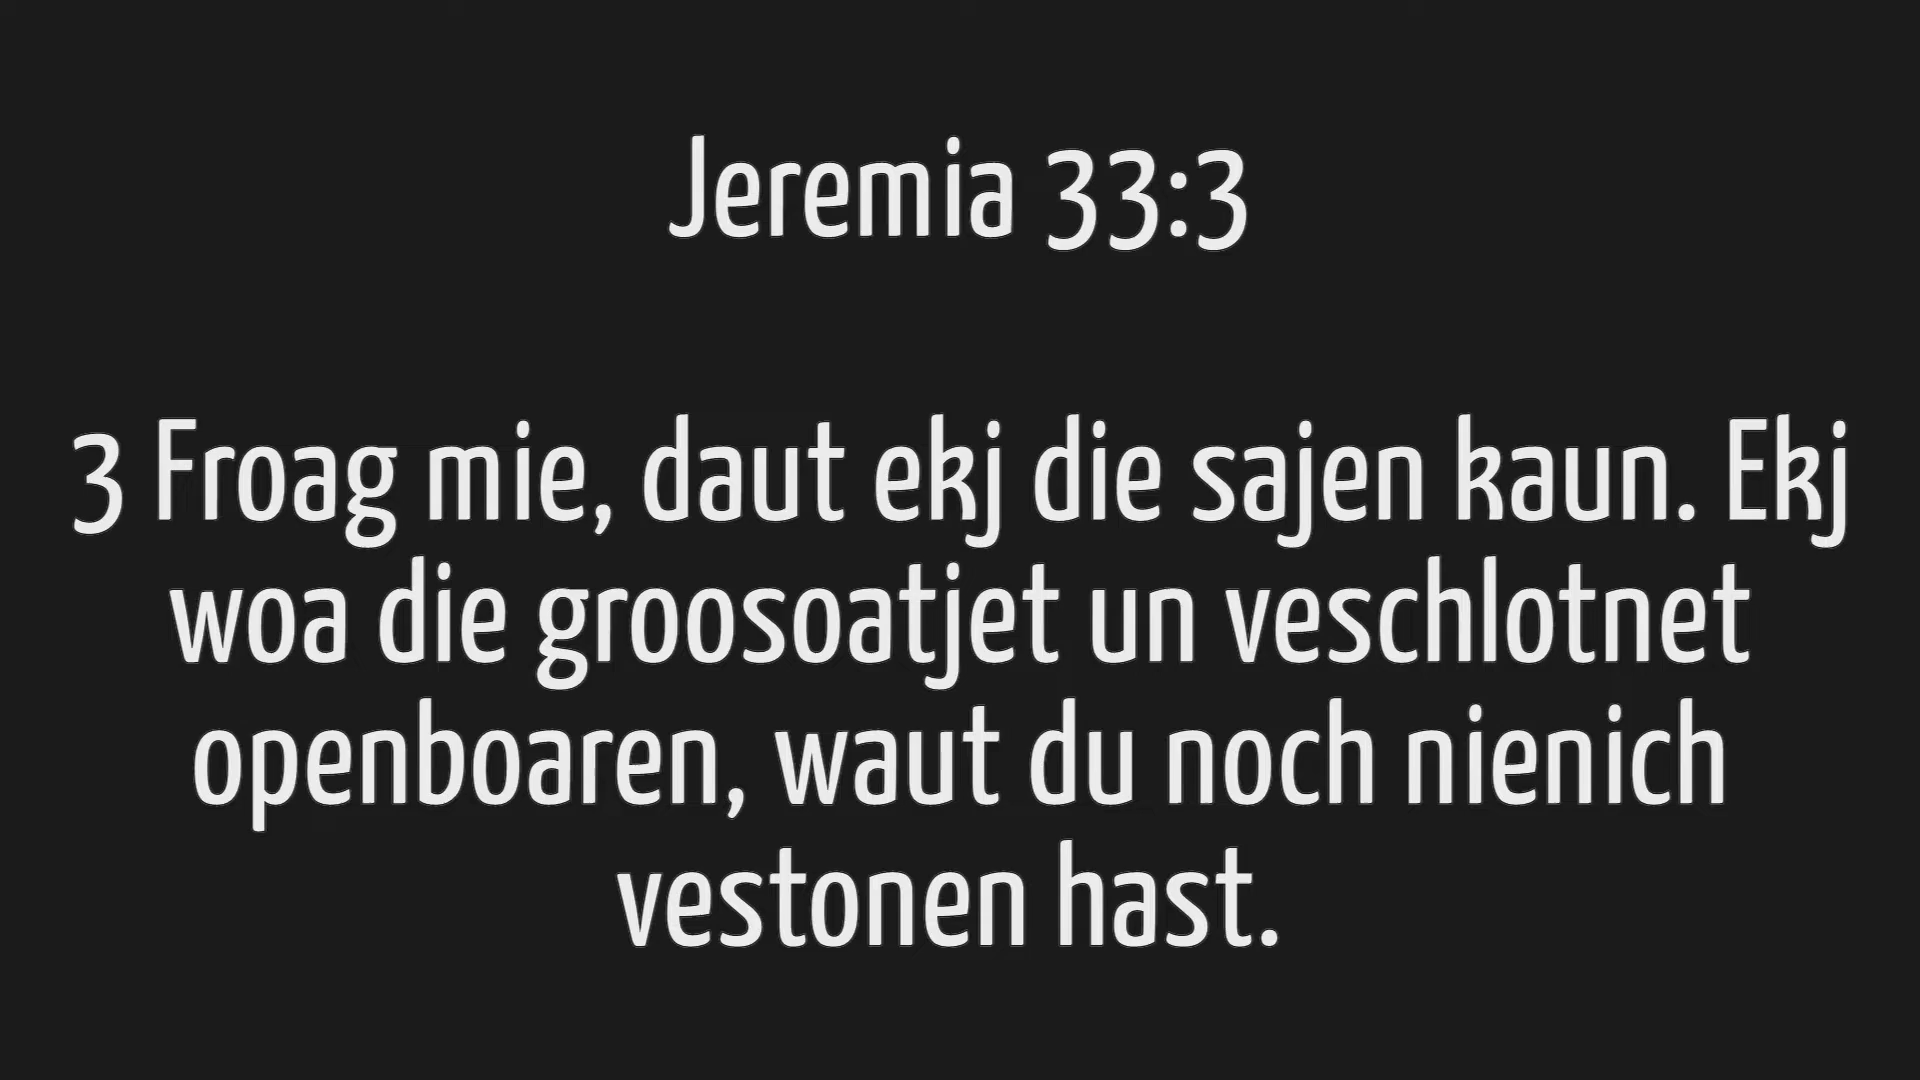 Jeremia 33:3
3 Froag mie, daut ekj die sajen kaun. Ekj
woa die groosoatjet un veschlotnet
openboaren, waut du noch nienich
vestonen hast.